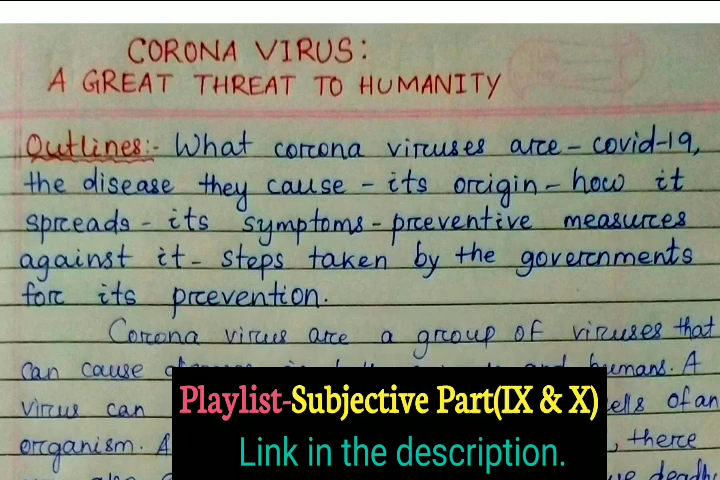 CORONA VIRUS:
A GREAT THREAT TO HUMANITY
Outlines:- What corona viruses are - covid-19,
the disease they cause - its origin - how it
spreads - its symptoms - preventive measures
against it - steps taken by the governments
for its prevention.
Corona virus are a group of viruses that
can cause and humans. A
virus can of an
organism. A , there
Playlist-Subjective Part(IX & X)
Link in the description.